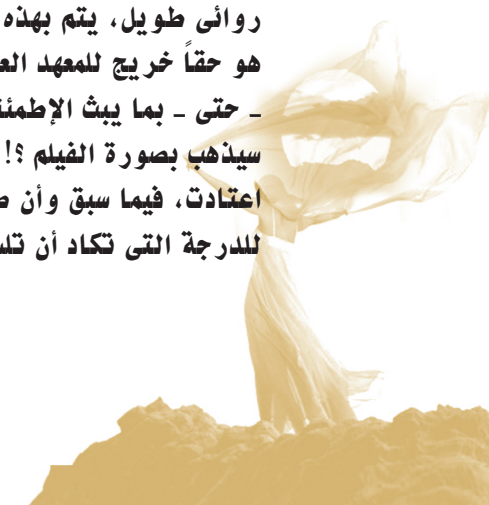 روائى طويل، يتم بهذه
هو حقاً خريج للمعهد الع
ـ حتى ـ بما يبث الإطمئن
سيذهب بصورة الفيلم ؟!
اعتادت، فيما سبق وأن ص
للدرجة التى تكاد أن تلـ